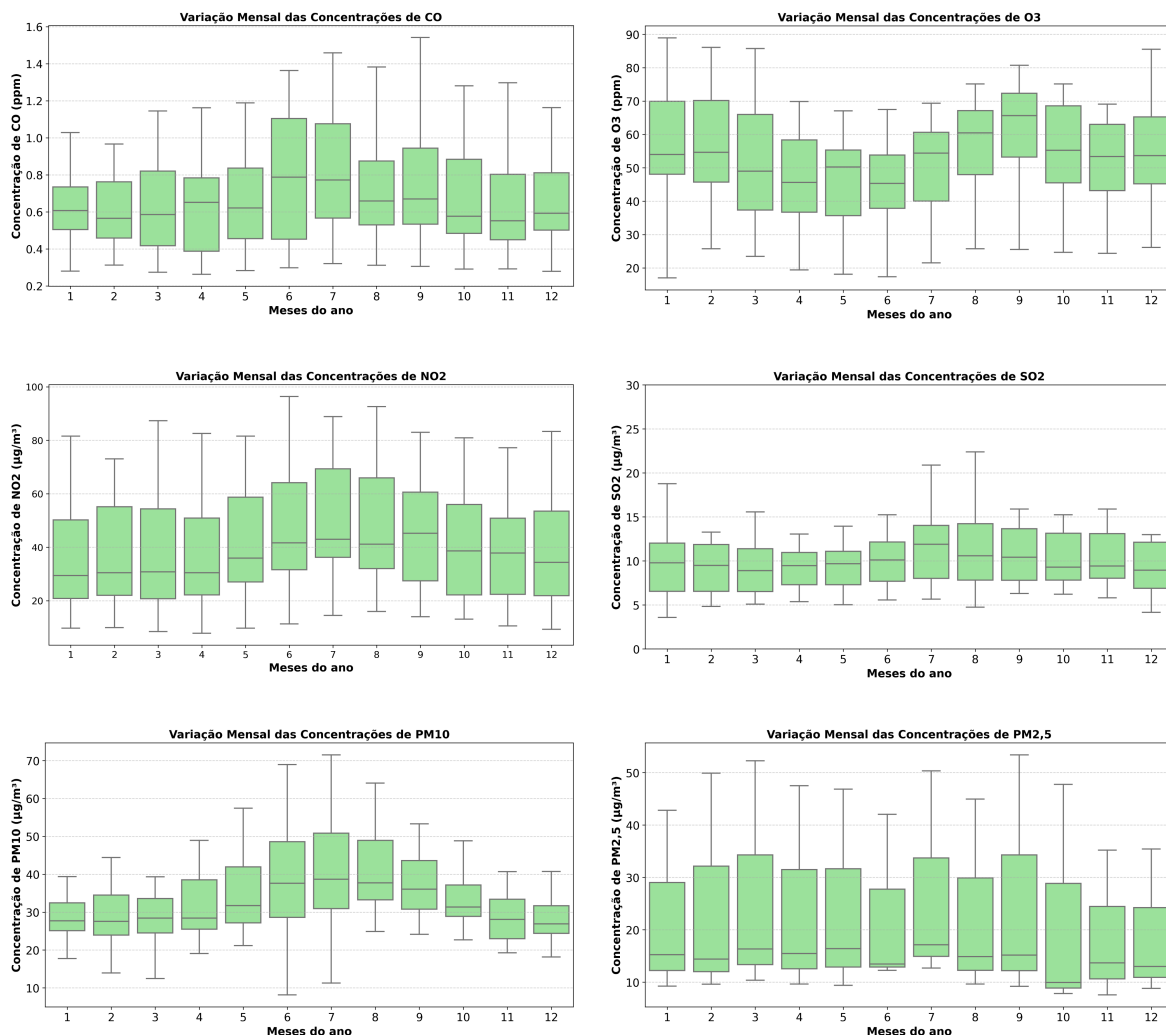 Variação Mensal das Concentrações de CO
Concentração de CO (ppm)
1.6
1.4
1.2
1.0
0.8
0.6
0.4
0.2
1 2 3 4 5 6 7 8 9 10 11 12
Meses do ano
Variação Mensal das Concentrações de O3
Concentração de O3 (ppm)
90
80
70
60
50
40
30
20
1 2 3 4 5 6 7 8 9 10 11 12
Meses do ano
Variação Mensal das Concentrações de NO2
Concentração de NO2 (µg/m³)
100
80
60
40
20
1 2 3 4 5 6 7 8 9 10 11 12
Meses do ano
Variação Mensal das Concentrações de SO2
Concentração de SO2 (µg/m³)
30
25
20
15
10
5
0
1 2 3 4 5 6 7 8 9 10 11 12
Meses do ano
Variação Mensal das Concentrações de PM10
Concentração de PM10 (µg/m³)
70
60
50
40
30
20
10
1 2 3 4 5 6 7 8 9 10 11 12
Meses do ano
Variação Mensal das Concentrações de PM2,5
Concentração de PM2,5 (µg/m³)
50
40
30
20
10
1 2 3 4 5 6 7 8 9 10 11 12
Meses do ano